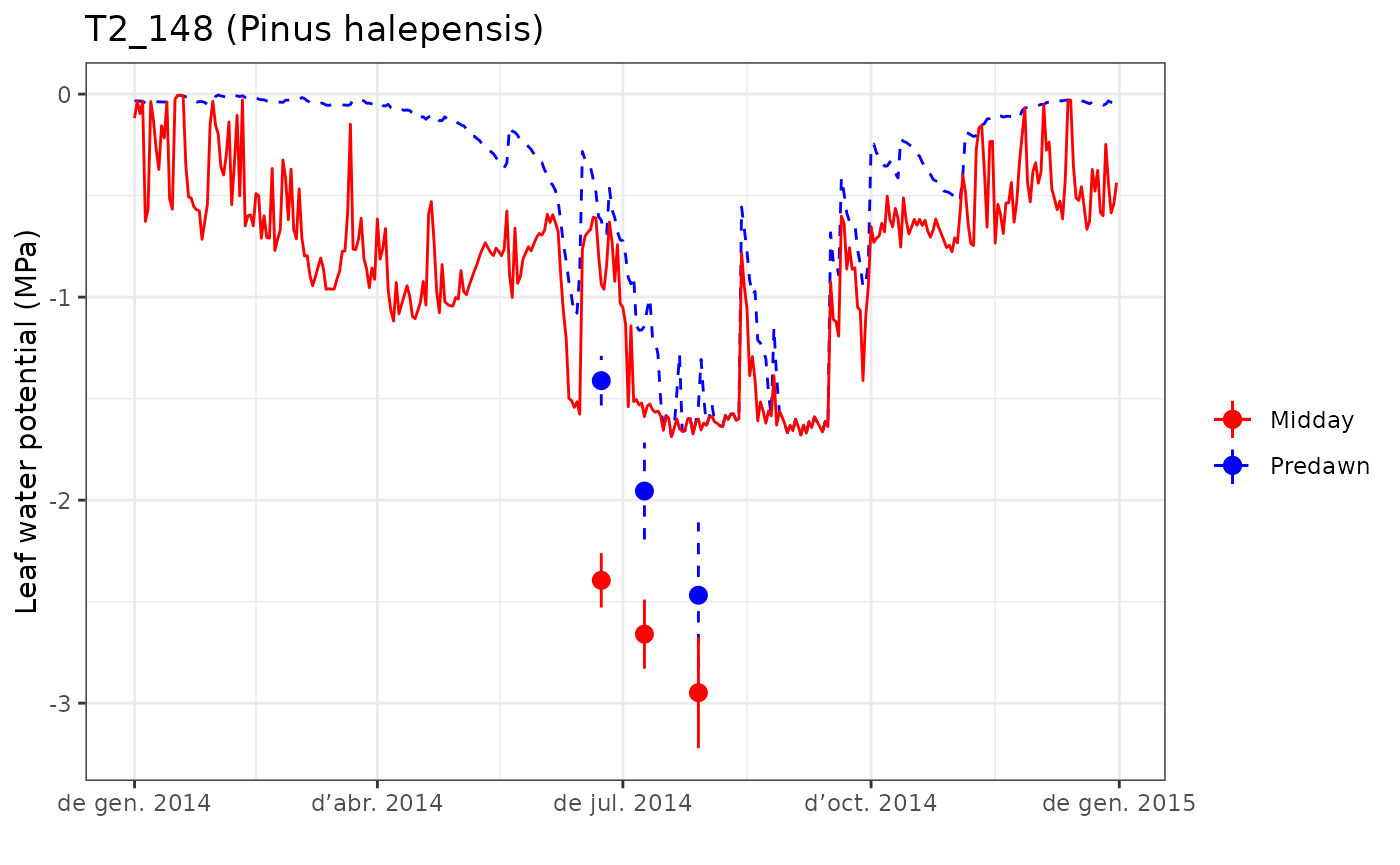 T2_148 (Pinus halepensis)
Leaf water potential (MPa)
0
-1
-2
-3
de gen. 2014
d’abr. 2014
de jul. 2014
d’oct. 2014
de gen. 2015
Midday
Predawn